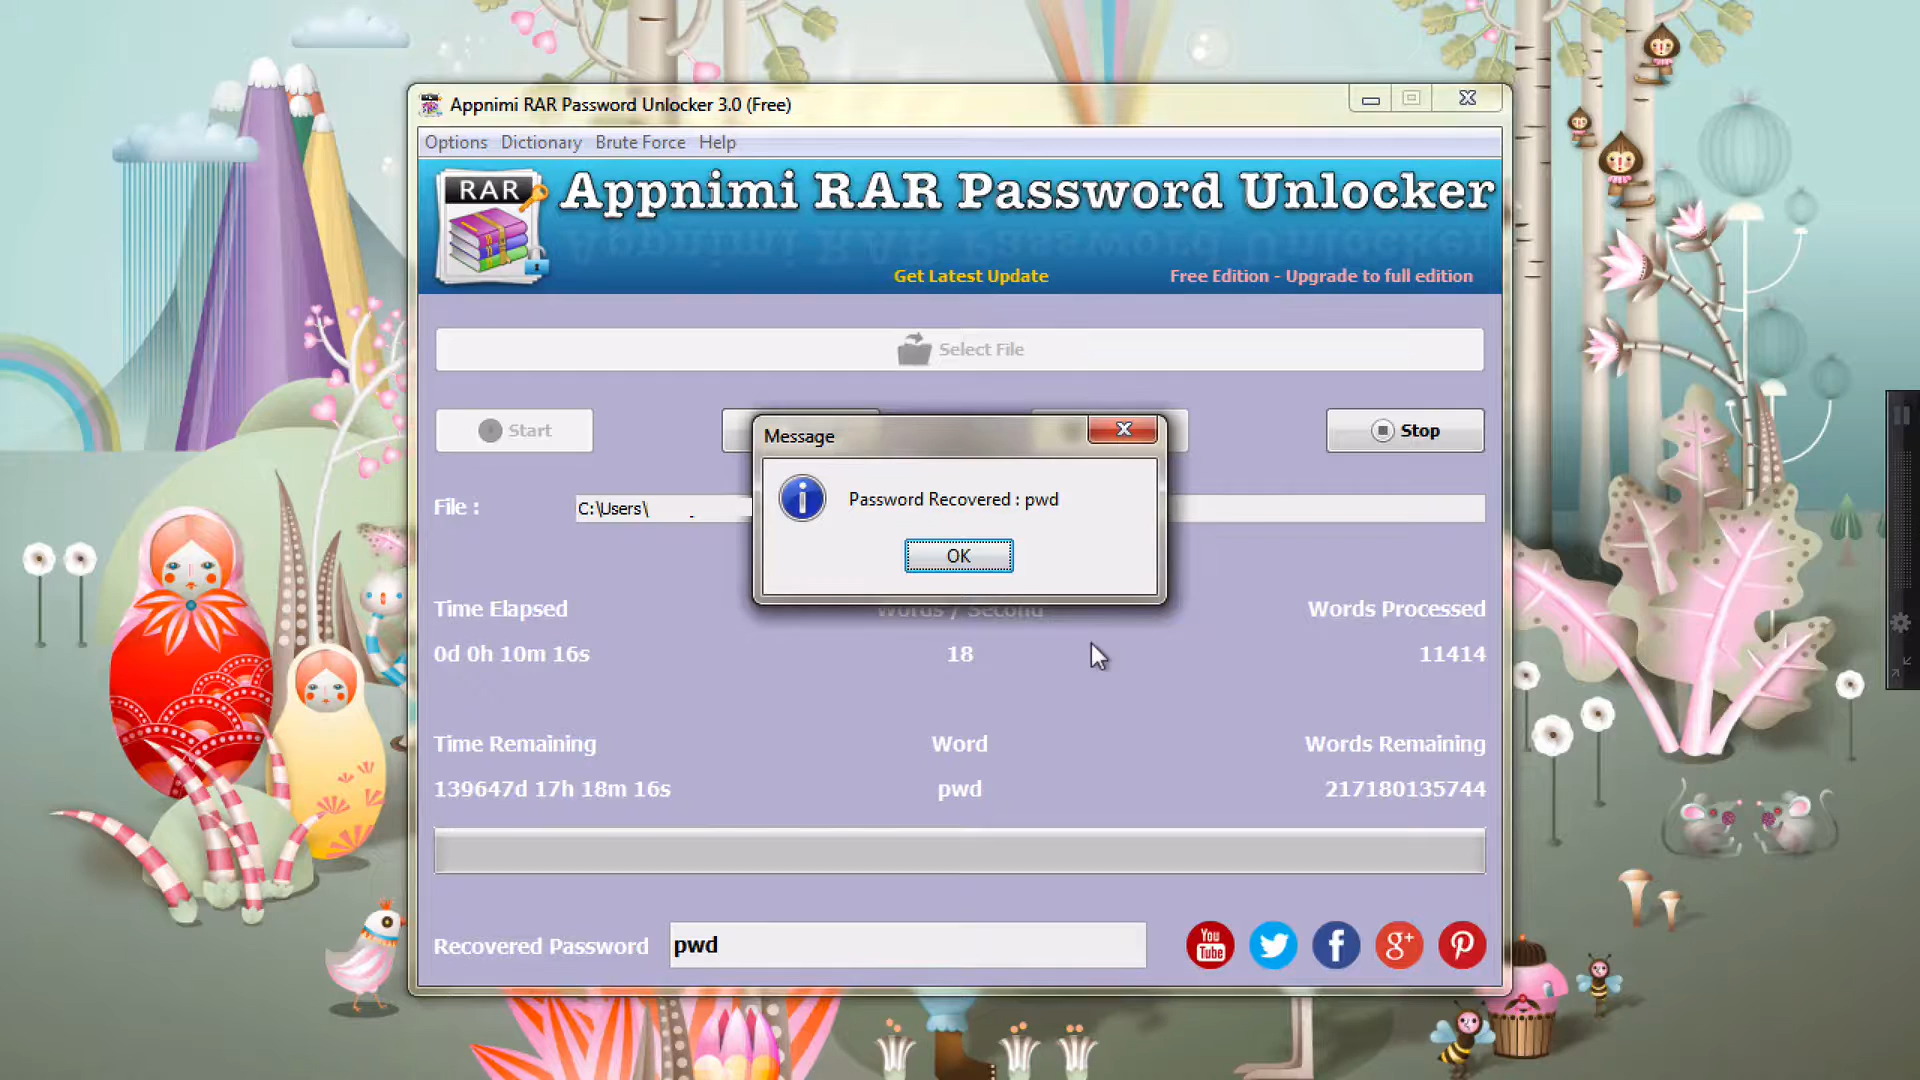 Appnimi RAR Password Unlocker 3.0 (Free)
Options Dictionary Brute Force Help
RAR
Appnimi RAR Password Unlocker
Get Latest Update Free Edition - Upgrade to full edition
Select File
Start Stop
Message
Password Recovered : pwd
OK
File : C:\Users\
Time Elapsed Words / Second Words Processed
0d 0h 10m 16s 18 11414
Time Remaining Word Words Remaining
139647d 17h 18m 16s pwd 217180135744
Recovered Password pwd
You Tube
f
g+